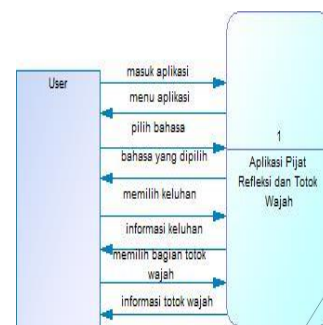 User
masuk aplikasi
menu aplikasi
pilih bahasa
bahasa yang dipilih
memilih keluhan
informasi keluhan
memilih bagian totok
wajah
informasi totok wajah
1
Aplikasi Pijat
Refleksi dan Totok
Wajah